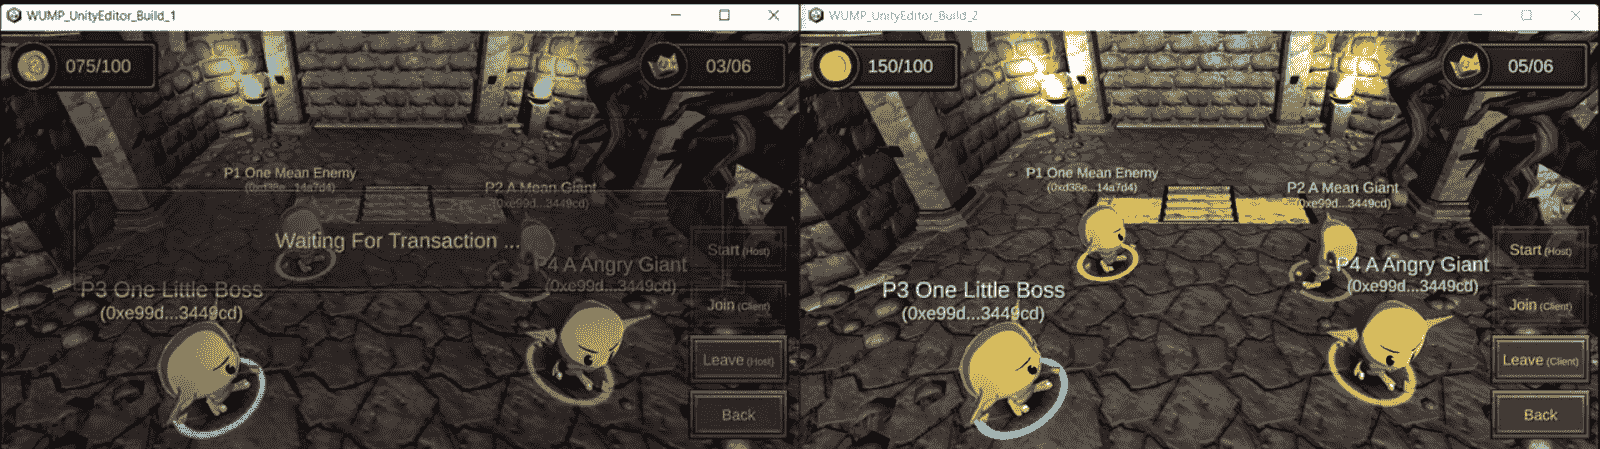 WUMP_UnityEditor_Build_1
075/100
03/06
P1 One Mean Enemy
(0xd38e...14a7d4)
P2 A Mean Giant
(0xe99d...3449cd)
Waiting For Transaction ...
Start (Host)
P4 A Angry Giant
(0xe99d...3449cd)
P3 One Little Boss
(0xe99d...3449cd)
Join (Client)
Leave (Host)
Back
WUMP_UnityEditor_Build_2
150/100
05/06
P1 One Mean Enemy
(0xd38e...14a7d4)
P2 A Mean Giant
(0xe99d...3449cd)
Start (Host)
P4 A Angry Giant
(0xe99d...3449cd)
P3 One Little Boss
(0xe99d...3449cd)
Join (Client)
Leave (Client)
Back